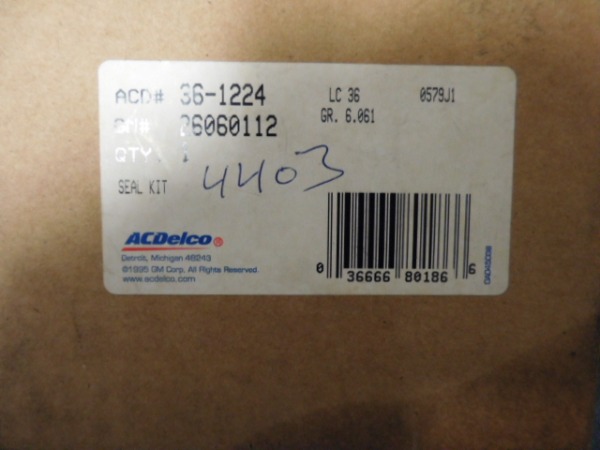 ACD# 36-1224 LC 36 0579J1
GM# 26060112 GR. 6.061
QTY. 1
SEAL KIT 4403
ACDelco
Detroit, Michigan 48243
©1995 GM Corp. All Rights Reserved.
www.acdelco.com
0 36666 80186 6